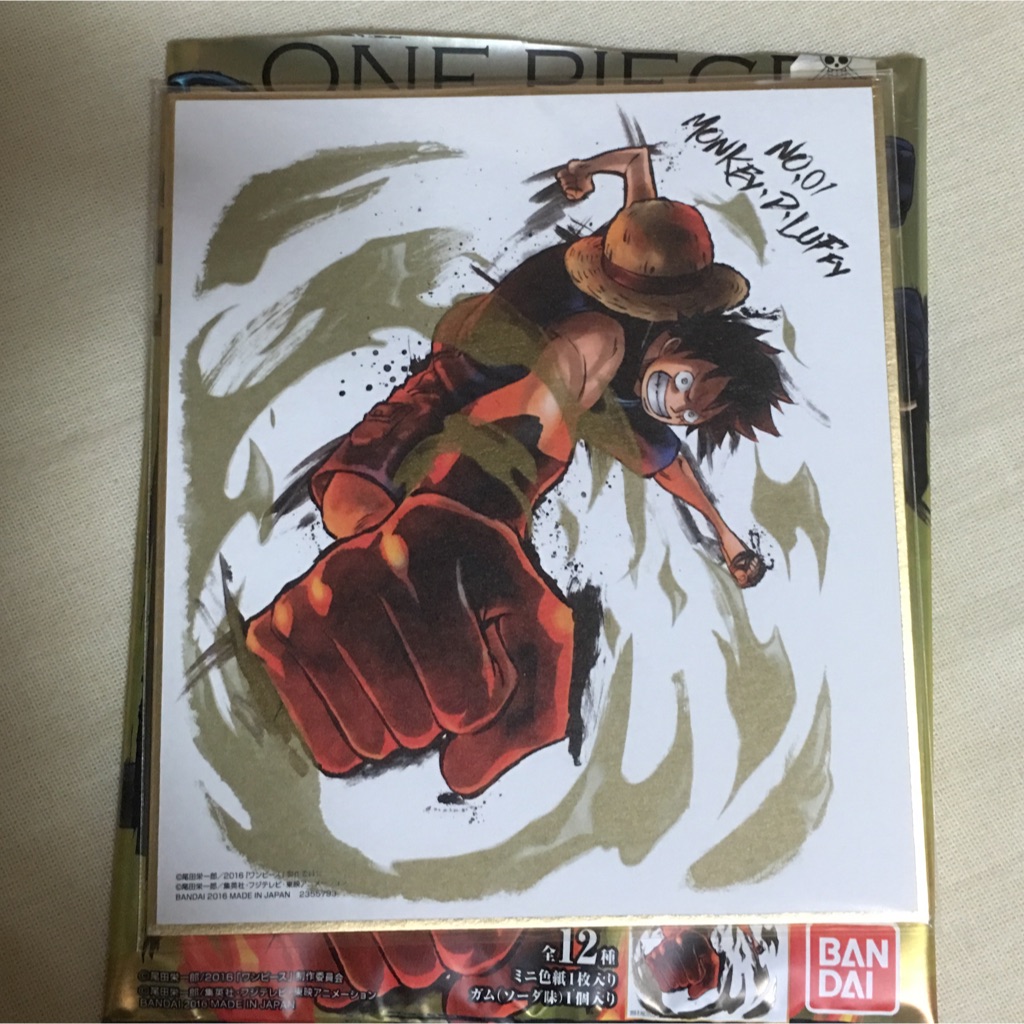 ONE PIECE
NO.01
MONKEY.D.LUFFY
©尾田栄一郎/2016「ワンピース」製作委員会
©尾田栄一郎/集英社・フジテレビ・東映アニメーション
BANDAI 2016 MADE IN JAPAN 2355793
全12種
ミニ色紙1枚入り
ガム(ソーダ味)1個入り
BAN
DAI
©尾田栄一郎/2016「ワンピース」製作委員会
©尾田栄一郎/集英社・フジテレビ・東映アニメーション
BANDAI 2016 MADE IN JAPAN